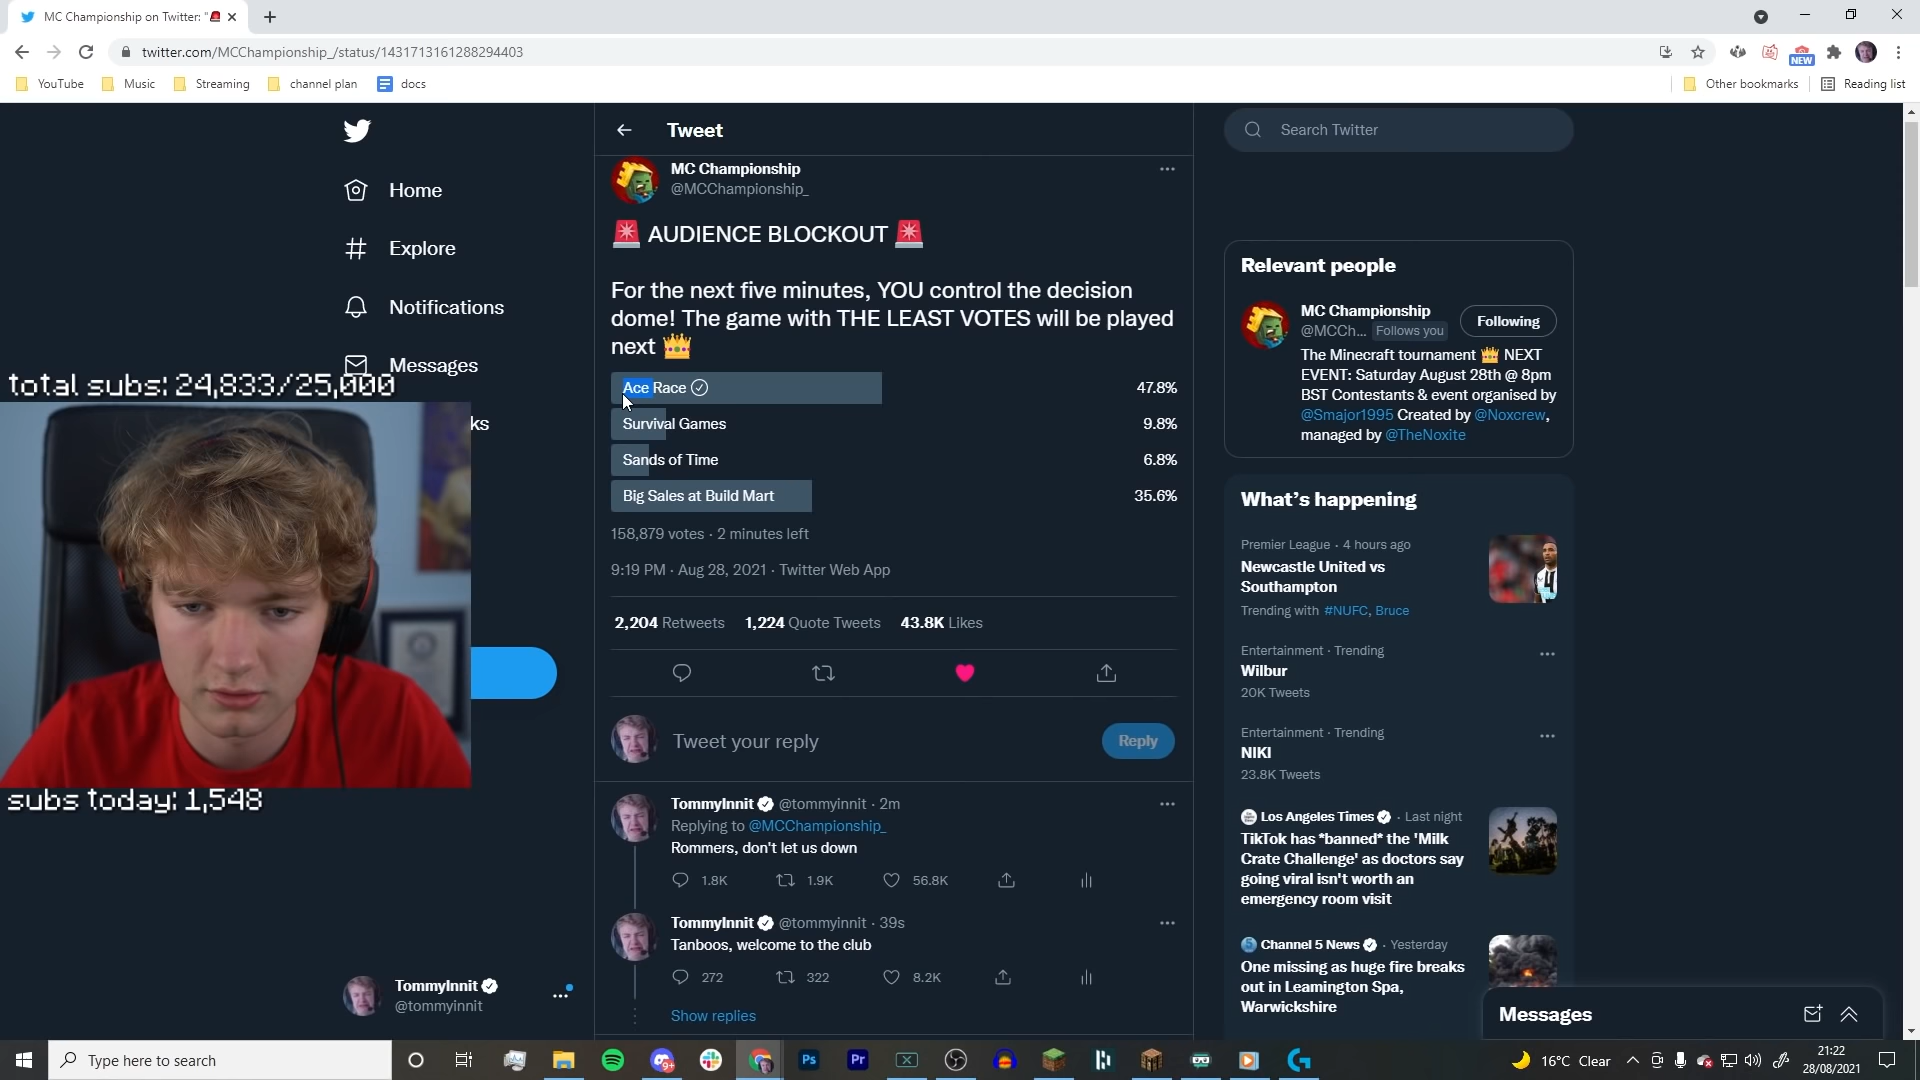 MC Championship on Twitter: "🚨
twitter.com/MCChampionship_/status/1431713161288294403
NEW
YouTube
Music
Streaming
channel plan
docs
Other bookmarks
Reading list
Home
Explore
Notifications
Messages
ks
total subs: 24,833/25,000
subs today: 1,548
TommyInnit
@tommyinnit
Tweet
MC Championship
@MCChampionship_
🚨 AUDIENCE BLOCKOUT 🚨
For the next five minutes, YOU control the decision
dome! The game with THE LEAST VOTES will be played
next 👑
Ace Race 47.8%
Survival Games 9.8%
Sands of Time 6.8%
Big Sales at Build Mart 35.6%
158,879 votes · 2 minutes left
9:19 PM · Aug 28, 2021 · Twitter Web App
2,204 Retweets 1,224 Quote Tweets 43.8K Likes
Tweet your reply
Reply
TommyInnit @tommyinnit · 2m
Replying to @MCChampionship_
Rommers, don't let us down
1.8K 1.9K 56.8K
TommyInnit @tommyinnit · 39s
Tanboos, welcome to the club
272 322 8.2K
Show replies
Search Twitter
Relevant people
MC Championship
@MCCh... Follows you
Following
The Minecraft tournament 👑 NEXT
EVENT: Saturday August 28th @ 8pm
BST Contestants & event organised by
@Smajor1995 Created by @Noxcrew,
managed by @TheNoxite
What's happening
Premier League · 4 hours ago
Newcastle United vs
Southampton
Trending with #NUFC, Bruce
Entertainment · Trending
Wilbur
20K Tweets
Entertainment · Trending
NIKI
23.8K Tweets
Los Angeles Times · Last night
TikTok has *banned* the 'Milk
Crate Challenge' as doctors say
going viral isn't worth an
emergency room visit
Channel 5 News · Yesterday
One missing as huge fire breaks
out in Leamington Spa,
Warwickshire
Messages
Type here to search
9+
Ps
Pr
16°C Clear
21:22
28/08/2021